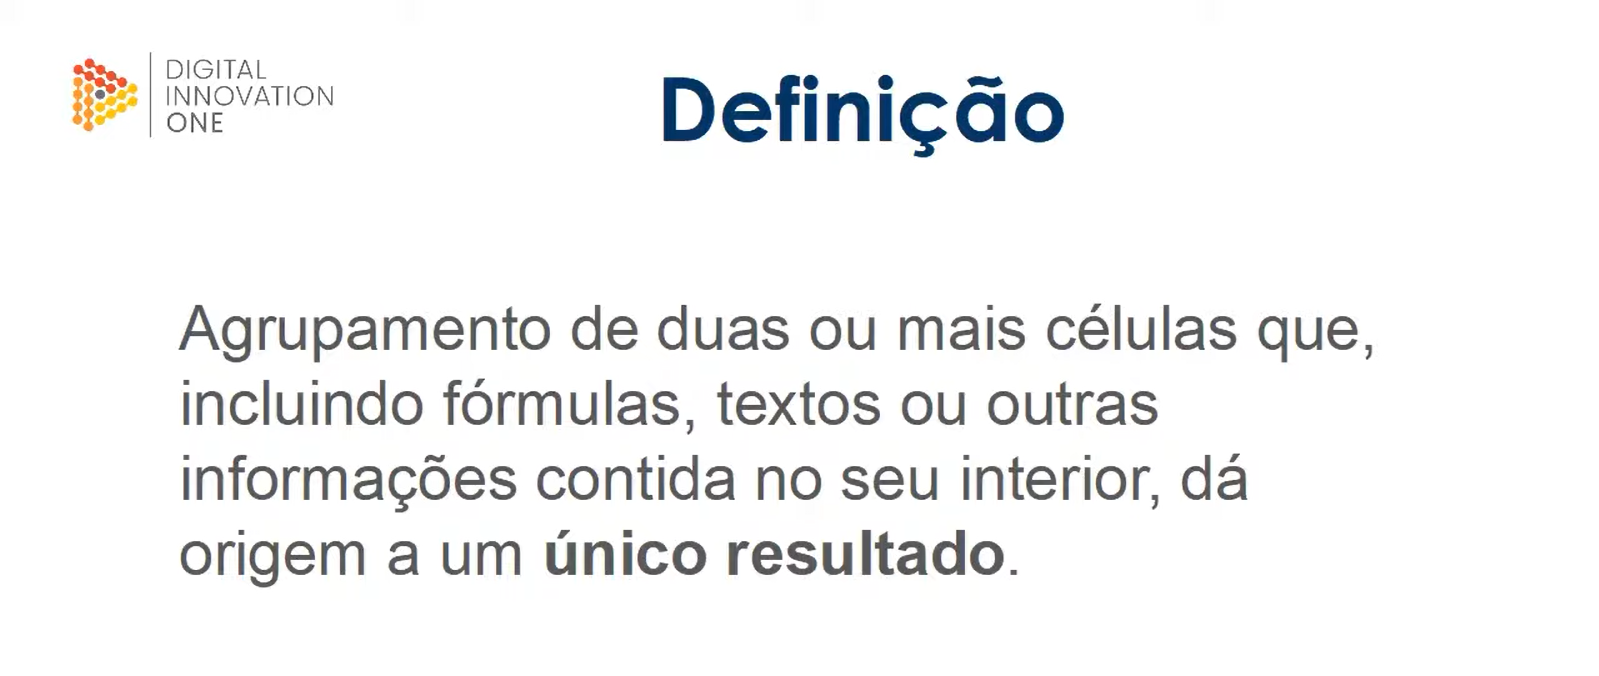 DIGITAL
INNOVATION
ONE
Definição
Agrupamento de duas ou mais células que,
incluindo fórmulas, textos ou outras
informações contida no seu interior, dá
origem a um único resultado.